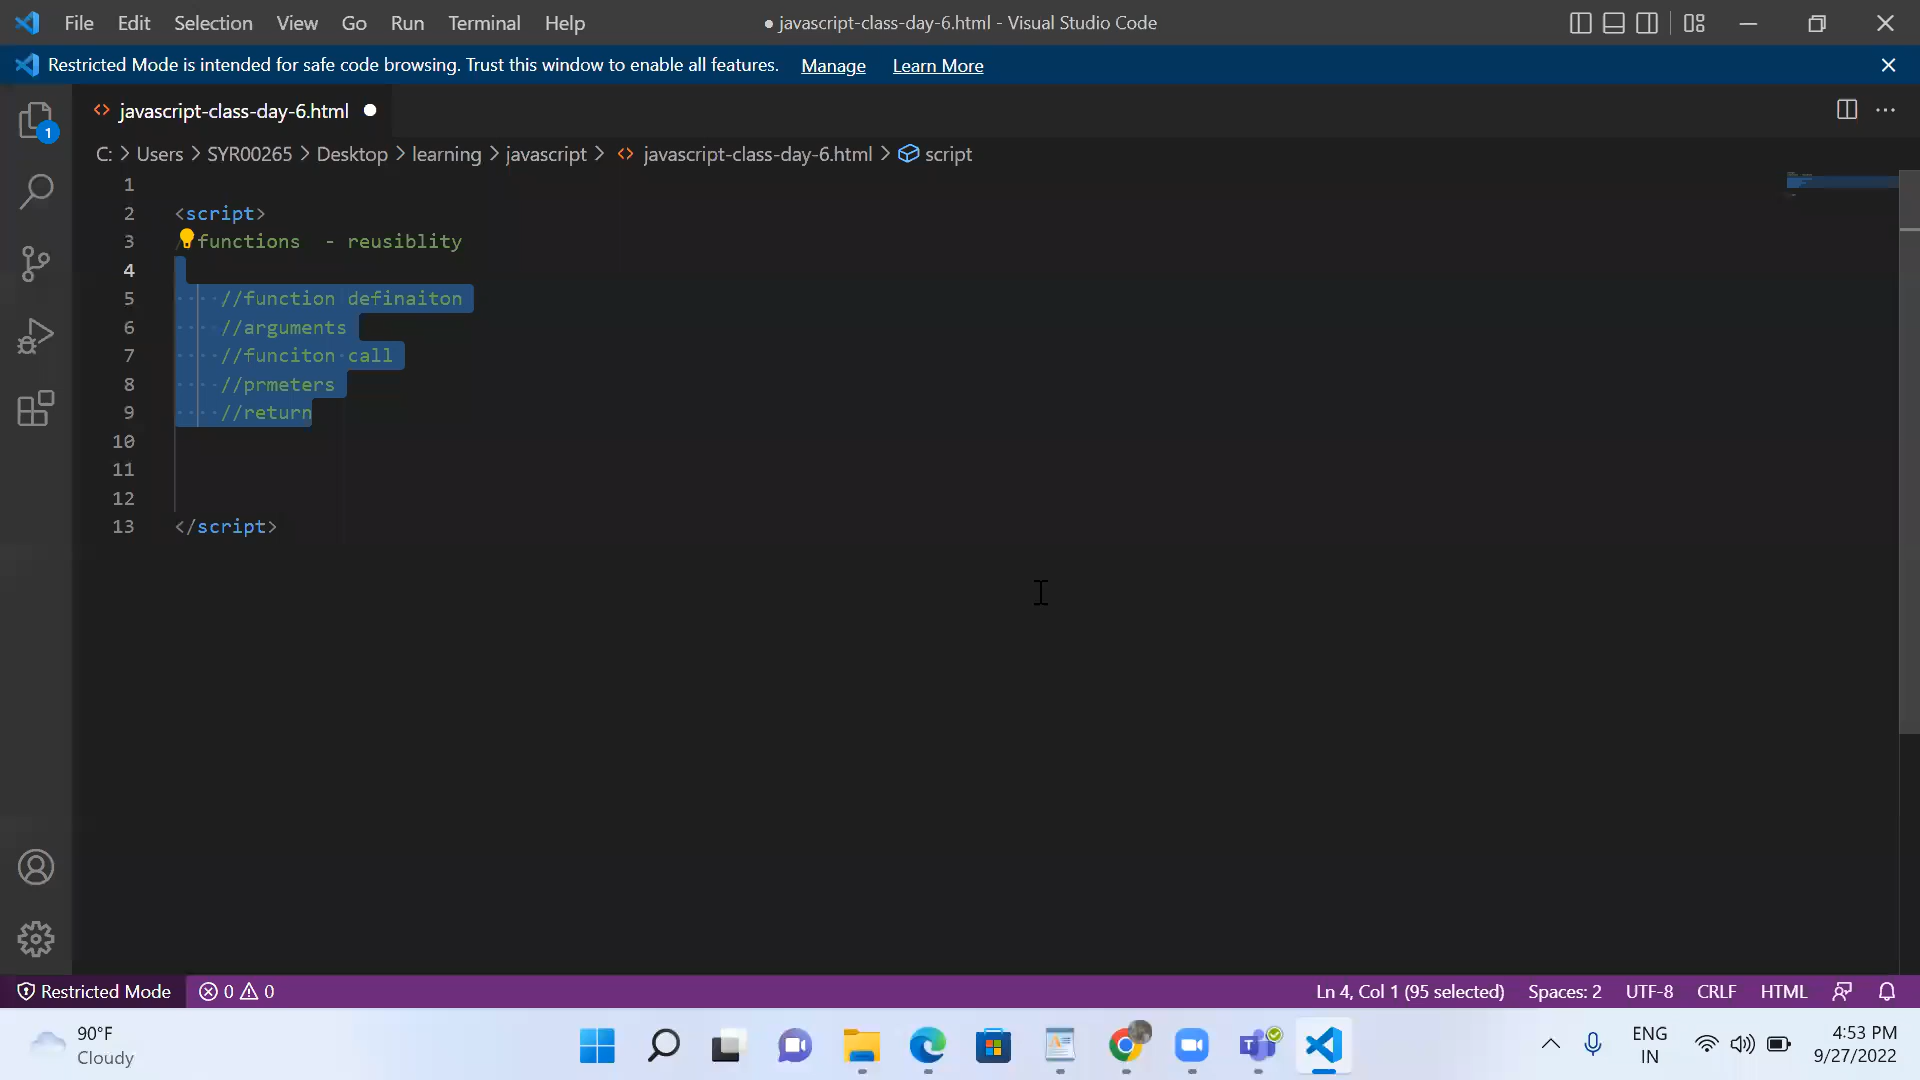 File Edit Selection View Go Run Terminal Help ● javascript-class-day-6.html - Visual Studio Code
Restricted Mode is intended for safe code browsing. Trust this window to enable all features. Manage Learn More
javascript-class-day-6.html
1
C: > Users > SYR00265 > Desktop > learning > javascript > javascript-class-day-6.html > script
1
2 <script>
3 functions - reusiblity
4
5 //function definaiton
6 //arguments
7 //funciton call
8 //prmeters
9 //return
10
11
12
13 </script>
Restricted Mode 0 0 Ln 4, Col 1 (95 selected) Spaces: 2 UTF-8 CRLF HTML
90°F
Cloudy
ENG
IN
4:53 PM
9/27/2022